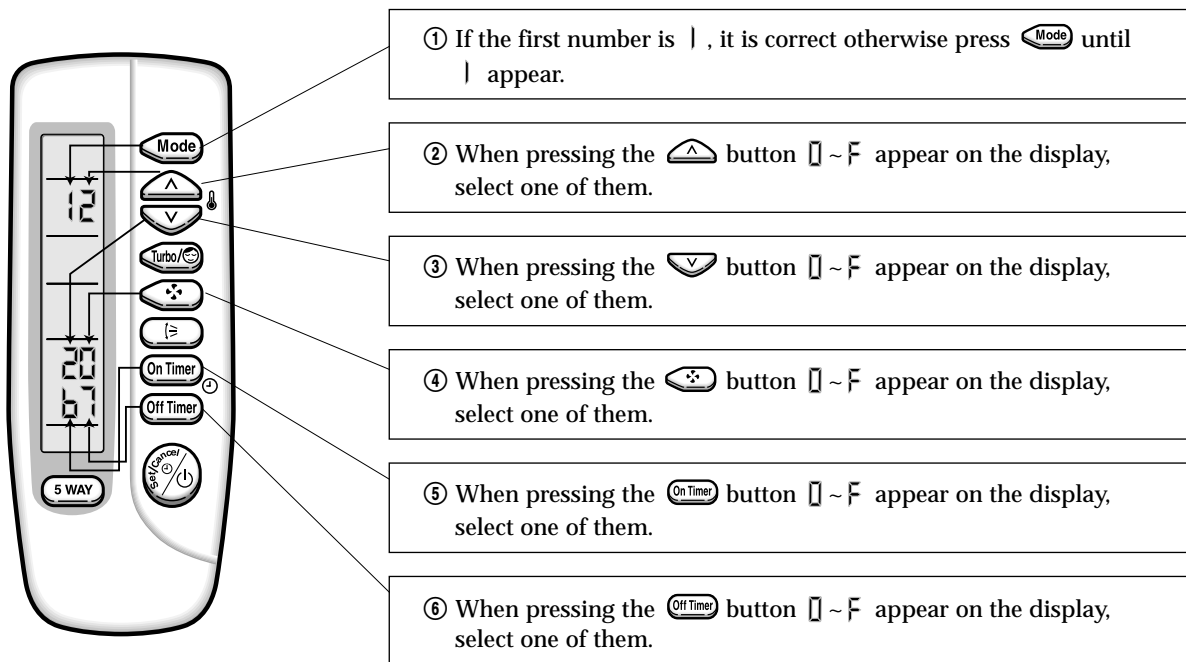 ① If the first number is 1 , it is correct otherwise press Mode until
1 appear.
② When pressing the ^ button 0 ~ F appear on the display,
select one of them.
③ When pressing the v button 0 ~ F appear on the display,
select one of them.
④ When pressing the button 0 ~ F appear on the display,
select one of them.
⑤ When pressing the On Timer button 0 ~ F appear on the display,
select one of them.
⑥ When pressing the Off Timer button 0 ~ F appear on the display,
select one of them.
Mode
^
12
v
Turbo/
20
On Timer
b7
Off Timer
Set/Cancel
5 WAY